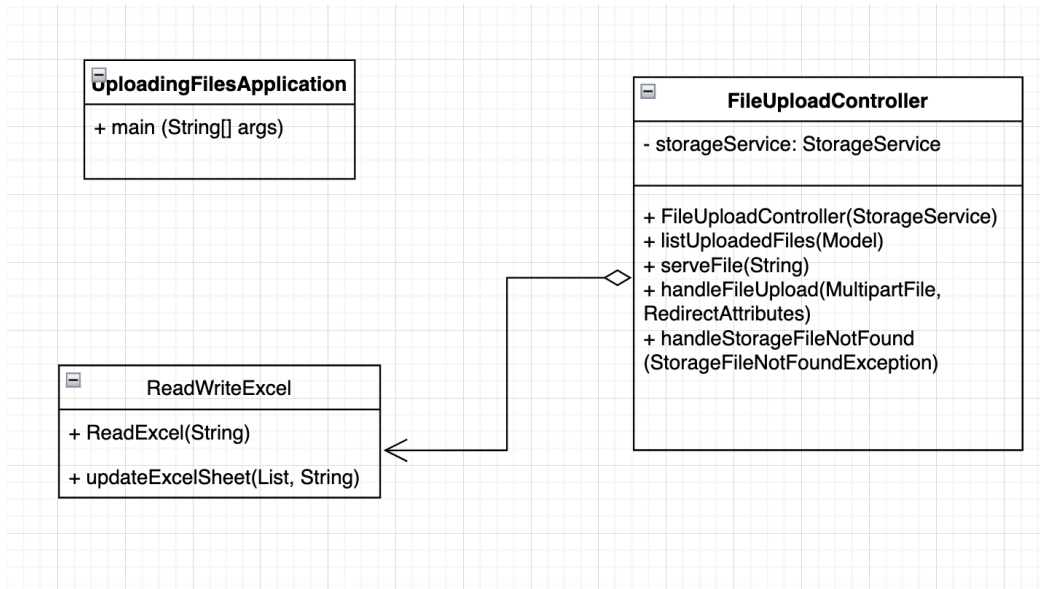 UploadingFilesApplication
+ main (String[] args)
FileUploadController
- storageService: StorageService
+ FileUploadController(StorageService)
+ listUploadedFiles(Model)
+ serveFile(String)
+ handleFileUpload(MultipartFile,
RedirectAttributes)
+ handleStorageFileNotFound
(StorageFileNotFoundException)
ReadWriteExcel
+ ReadExcel(String)
+ updateExcelSheet(List, String)